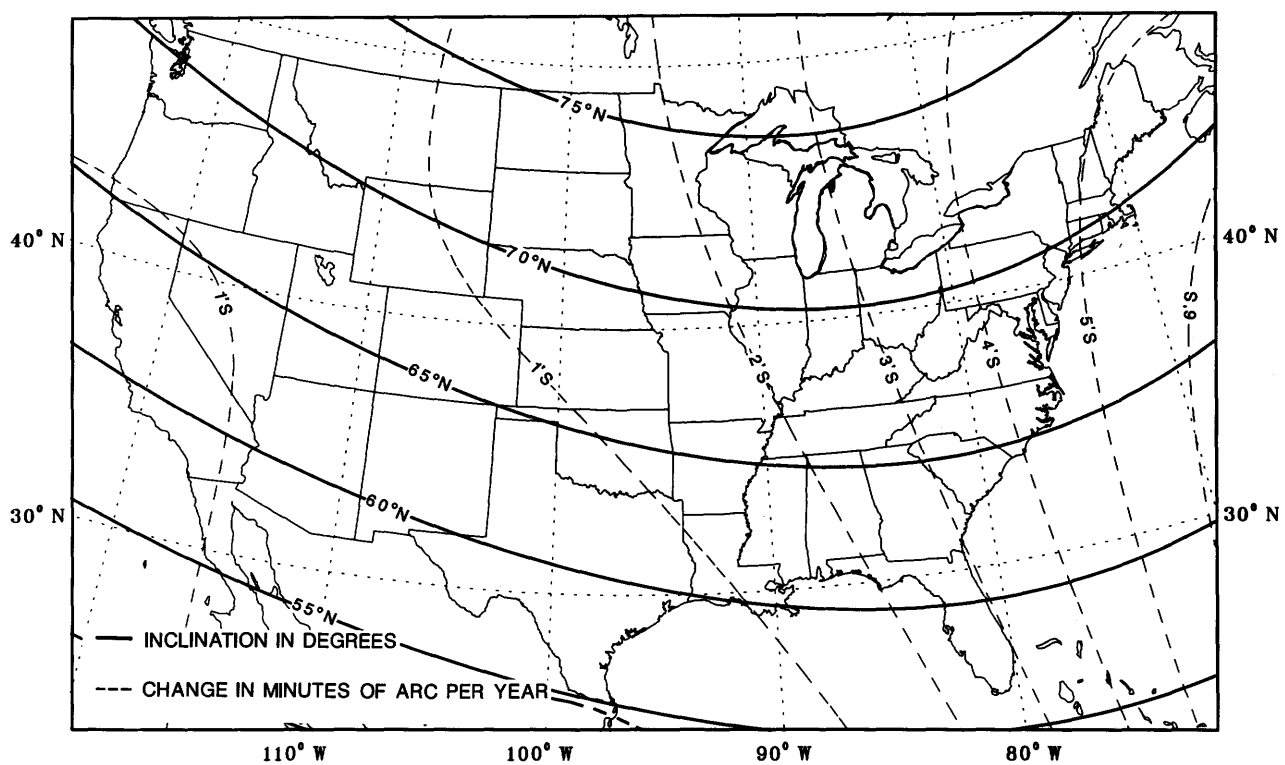 75°N
40° N
40° N
70°N
1'S
6'S
5'S
4'S
65°N
1'S
2'S
3'S
60°N
30° N
30° N
55°N
INCLINATION IN DEGREES
CHANGE IN MINUTES OF ARC PER YEAR
110° W
100° W
90° W
80° W